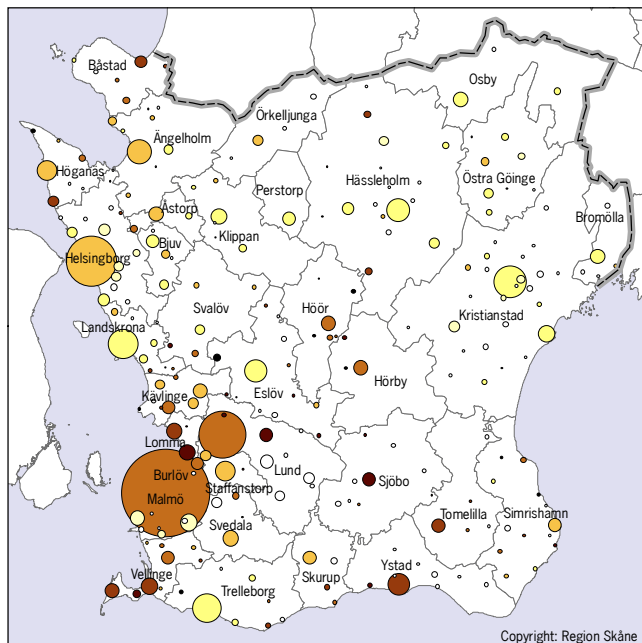 Osby
Båstad
Örkelljunga
Ängelholm
Höganäs
Hässleholm
Östra Göinge
Perstorp
Åstorp
Bromölla
Klippan
Bjuv
Helsingborg
Svalöv
Höör
Kristianstad
Landskrona
Hörby
Eslöv
Kävlinge
Lomma
Burlöv
Lund
Sjöbo
Staffanstorp
Malmö
Tomelilla
Simrishamn
Svedala
Ystad
Vellinge
Skurup
Trelleborg
Copyright: Region Skåne